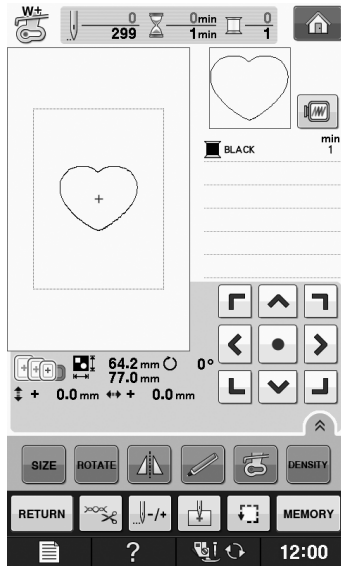 W+
0 0min 0
299 1min 1
min
BLACK 1
64.2 mm 0°
77.0 mm
+ 0.0 mm + 0.0 mm
SIZE ROTATE DENSITY
RETURN -/+ MEMORY
? 12:00